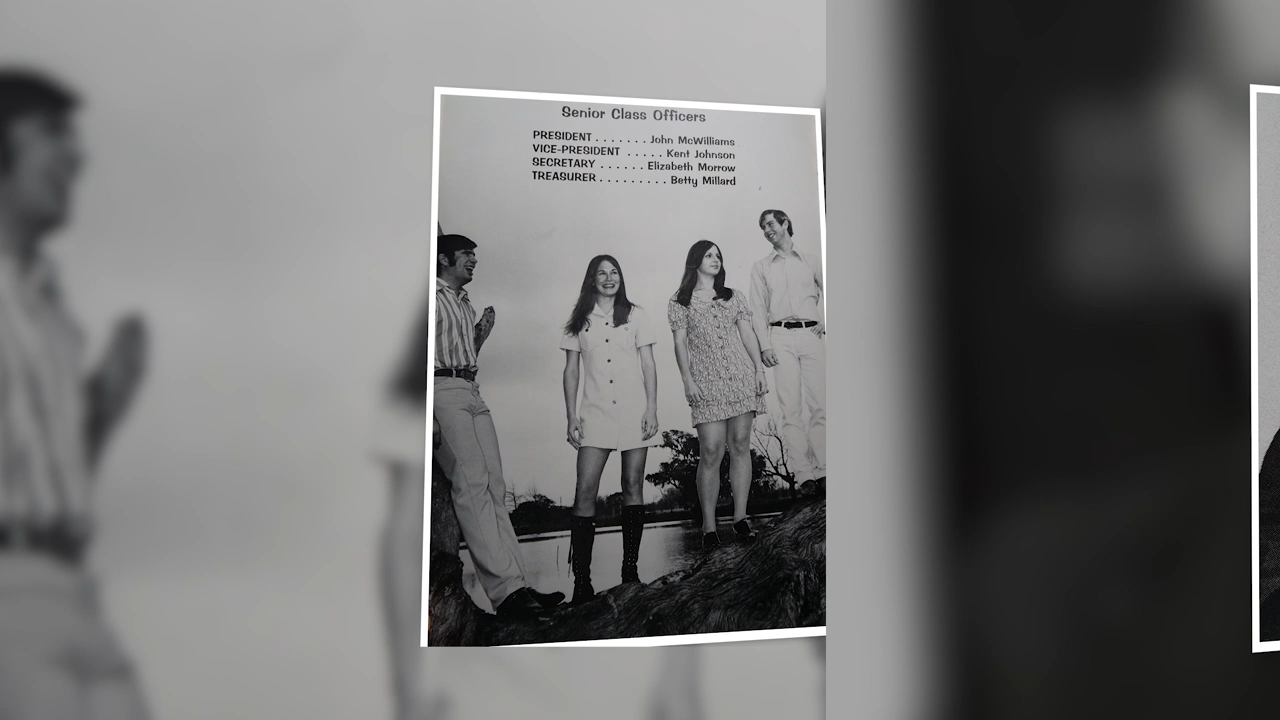 Senior Class Officers
PRESIDENT . . . . . . . John McWilliams
VICE-PRESIDENT . . . . . Kent Johnson
SECRETARY . . . . . . Elizabeth Morrow
TREASURER . . . . . . . . . Betty Millard